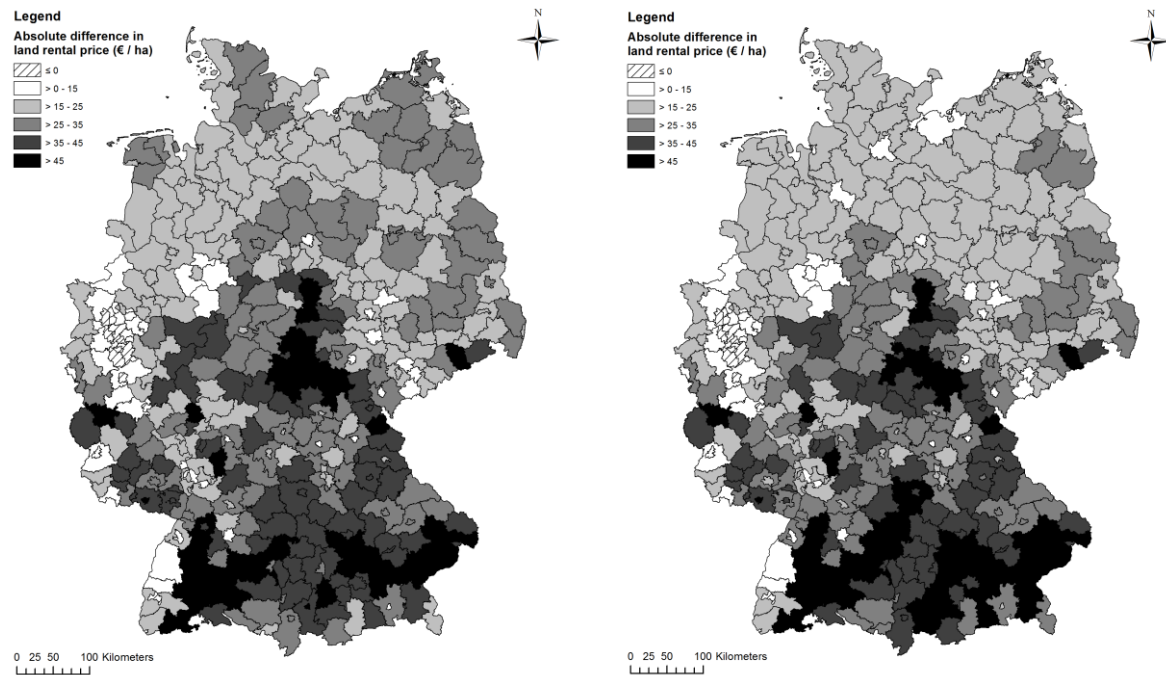 Legend
Absolute difference in
land rental price (€ / ha)
≤ 0
> 0 - 15
> 15 - 25
> 25 - 35
> 35 - 45
> 45
N
0 25 50 100 Kilometers
Legend
Absolute difference in
land rental price (€ / ha)
≤ 0
> 0 - 15
> 15 - 25
> 25 - 35
> 35 - 45
> 45
N
0 25 50 100 Kilometers